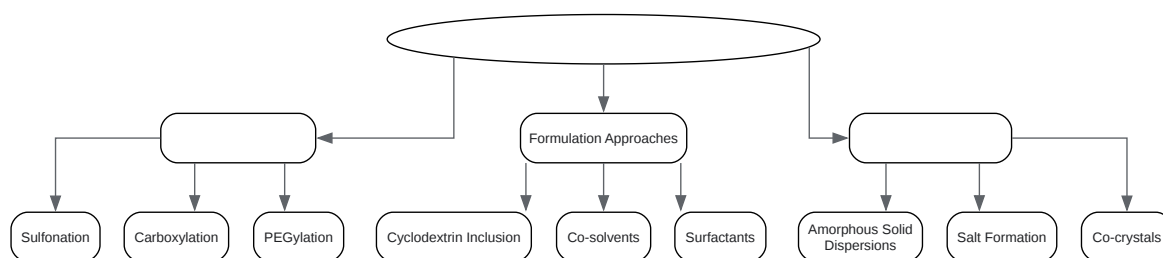 Formulation Approaches
Sulfonation
Carboxylation
PEGylation
Cyclodextrin Inclusion
Co-solvents
Surfactants
Amorphous Solid
Dispersions
Salt Formation
Co-crystals